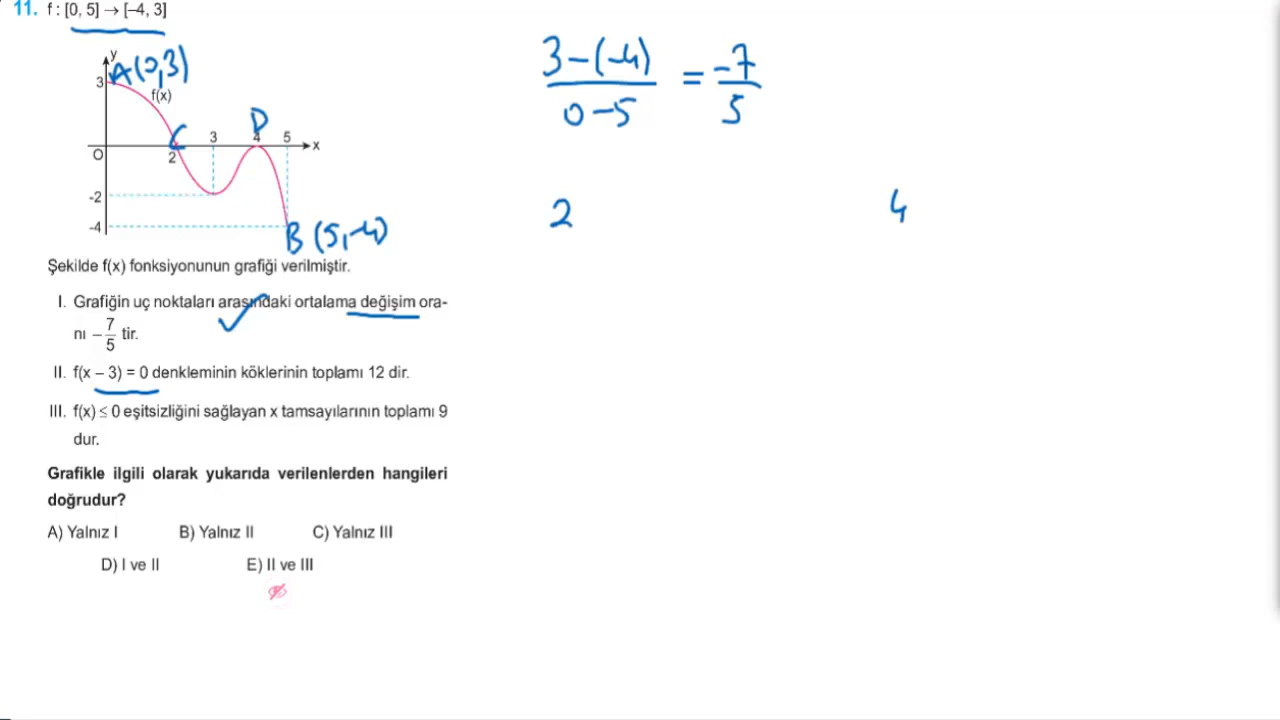 11. f : [0, 5] → [–4, 3]
y
A(0,3)
3
f(x)
C
D
3
4
5
x
O
2
-2
-4
B (5,-4)
3-(-4) / 0-5 = -7/5
2
4
Şekilde f(x) fonksiyonunun grafiği verilmiştir.
I. Grafiğin uç noktaları arasındaki ortalama değişim ora-
nı – 7/5 tir.
II. f(x – 3) = 0 denkleminin köklerinin toplamı 12 dir.
III. f(x) ≤ 0 eşitsizliğini sağlayan x tamsayılarının toplamı 9
dur.
Grafikle ilgili olarak yukarıda verilenlerden hangileri
doğrudur?
A) Yalnız I B) Yalnız II C) Yalnız III
D) I ve II E) II ve III